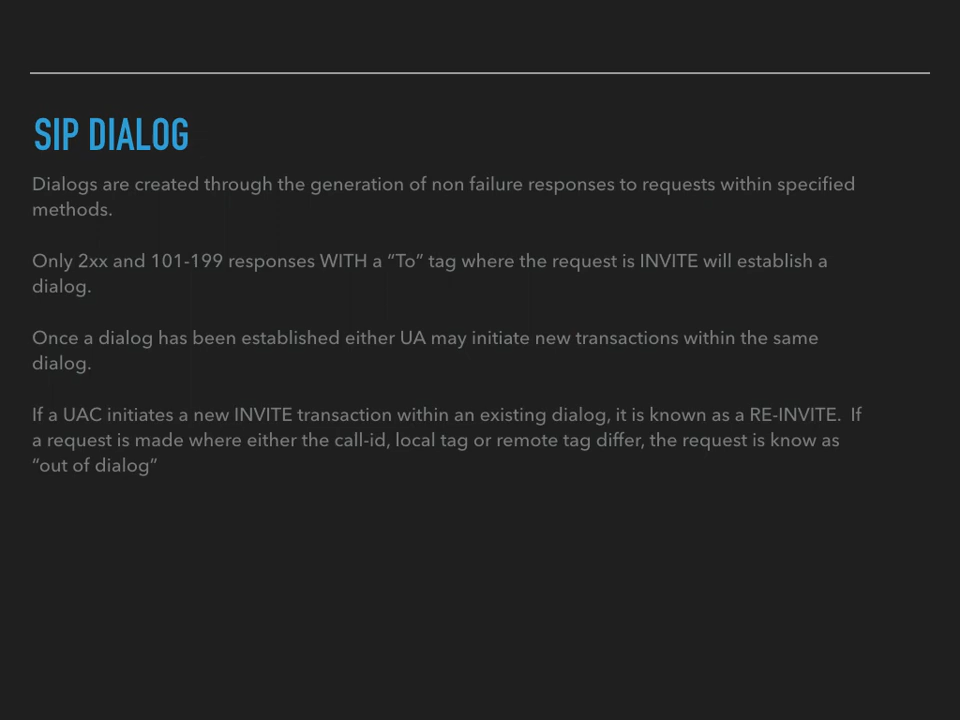 SIP DIALOG
Dialogs are created through the generation of non failure responses to requests within specified
methods.
Only 2xx and 101-199 responses WITH a “To” tag where the request is INVITE will establish a
dialog.
Once a dialog has been established either UA may initiate new transactions within the same
dialog.
If a UAC initiates a new INVITE transaction within an existing dialog, it is known as a RE-INVITE.  If
a request is made where either the call-id, local tag or remote tag differ, the request is know as
“out of dialog”